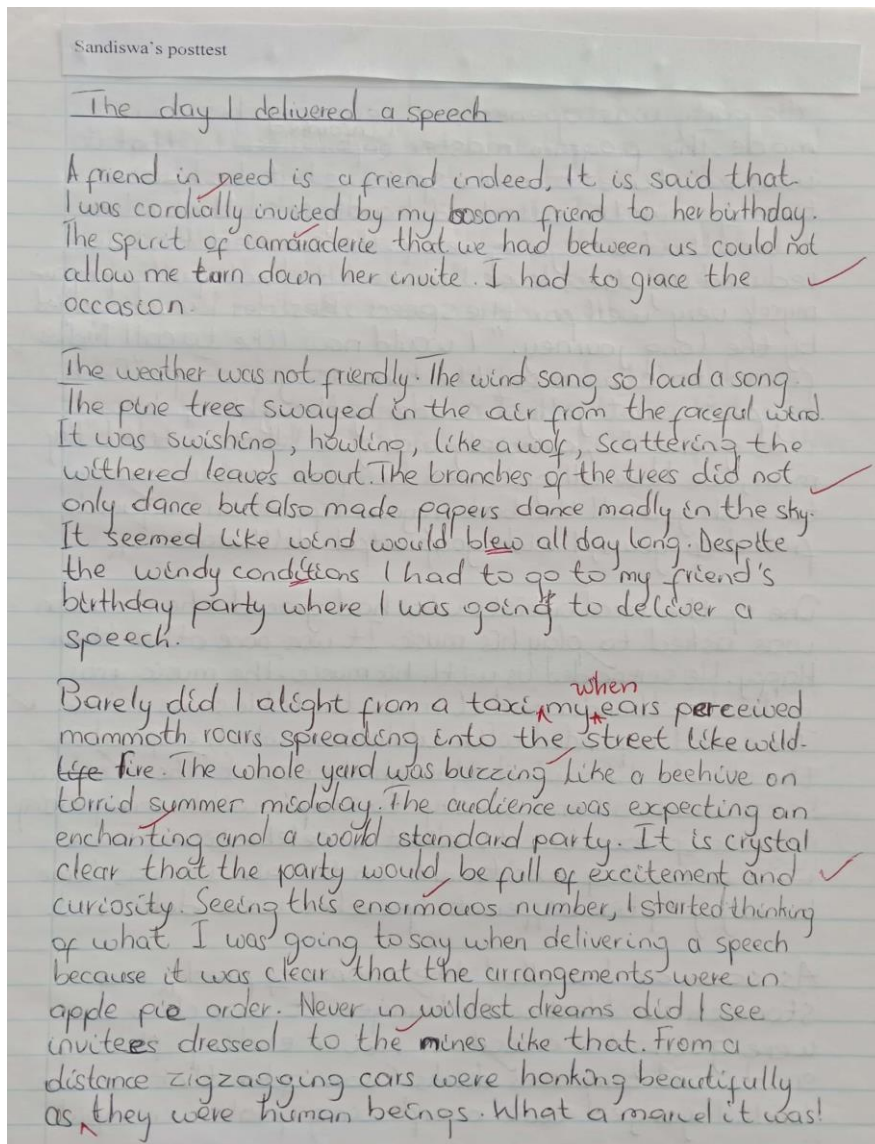 Sandiswa's posttest
The day I delivered a speech
A friend in need is a friend indeed, It is said that
I was cordially invited by my bosom friend to her birthday.
The spirit of camaraderie that we had between us could not
allow me turn down her invite. I had to grace the
occasion.
The weather was not friendly. The wind sang so loud a song.
The pine trees swayed in the air from the faceful wind.
It was swishing, howling, like a wolf, scattering the
withered leaves about. The branches of the trees did not
only dance but also made papers dance madly in the sky.
It seemed like wind would blew all day long. Despite
the windy conditions I had to go to my friend's
birthday party where I was going to deliver a
speech.
when
Barely did I alight from a taxi, my ears perceived
mammoth roars spreading into the street like wild-
life fire. The whole yard was buzzing like a beehive on
torrid summer midday. The audience was expecting an
enchanting and a world standard party. It is crystal
clear that the party would be full of excitement and
curiosity. Seeing this enormouos number, I started thinking
of what I was going to say when delivering a speech
because it was clear that the arrangements were in
apple pie order. Never in wildest dreams did I see
invitees dressed to the mines like that. From a
distance zigzagging cars were honking beautifully
as they were human beings. What a marvel it was!